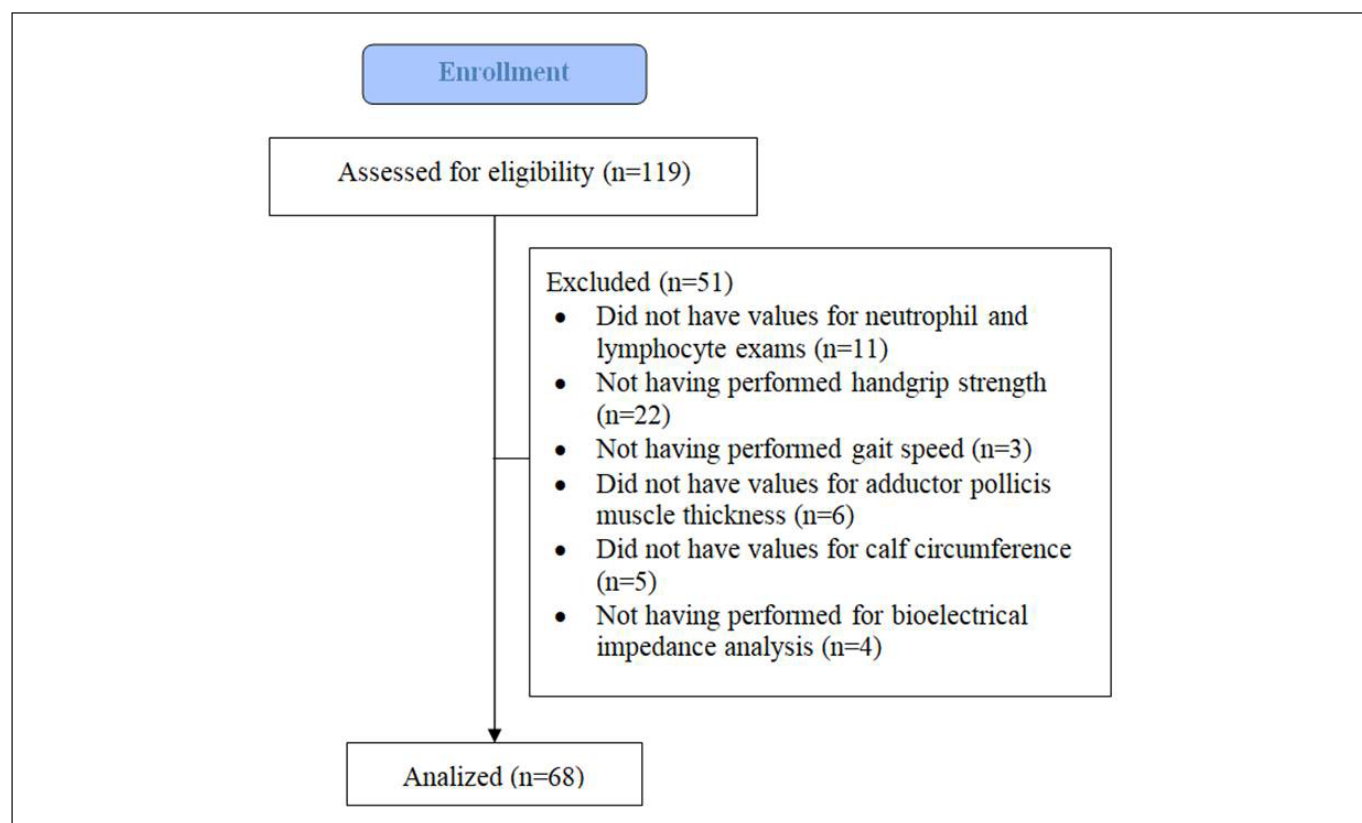 Enrollment
Assessed for eligibility (n=119)
Excluded (n=51)
• Did not have values for neutrophil and
lymphocyte exams (n=11)
• Not having performed handgrip strength
(n=22)
• Not having performed gait speed (n=3)
• Did not have values for adductor pollicis
muscle thickness (n=6)
• Did not have values for calf circumference
(n=5)
• Not having performed for bioelectrical
impedance analysis (n=4)
Analized (n=68)